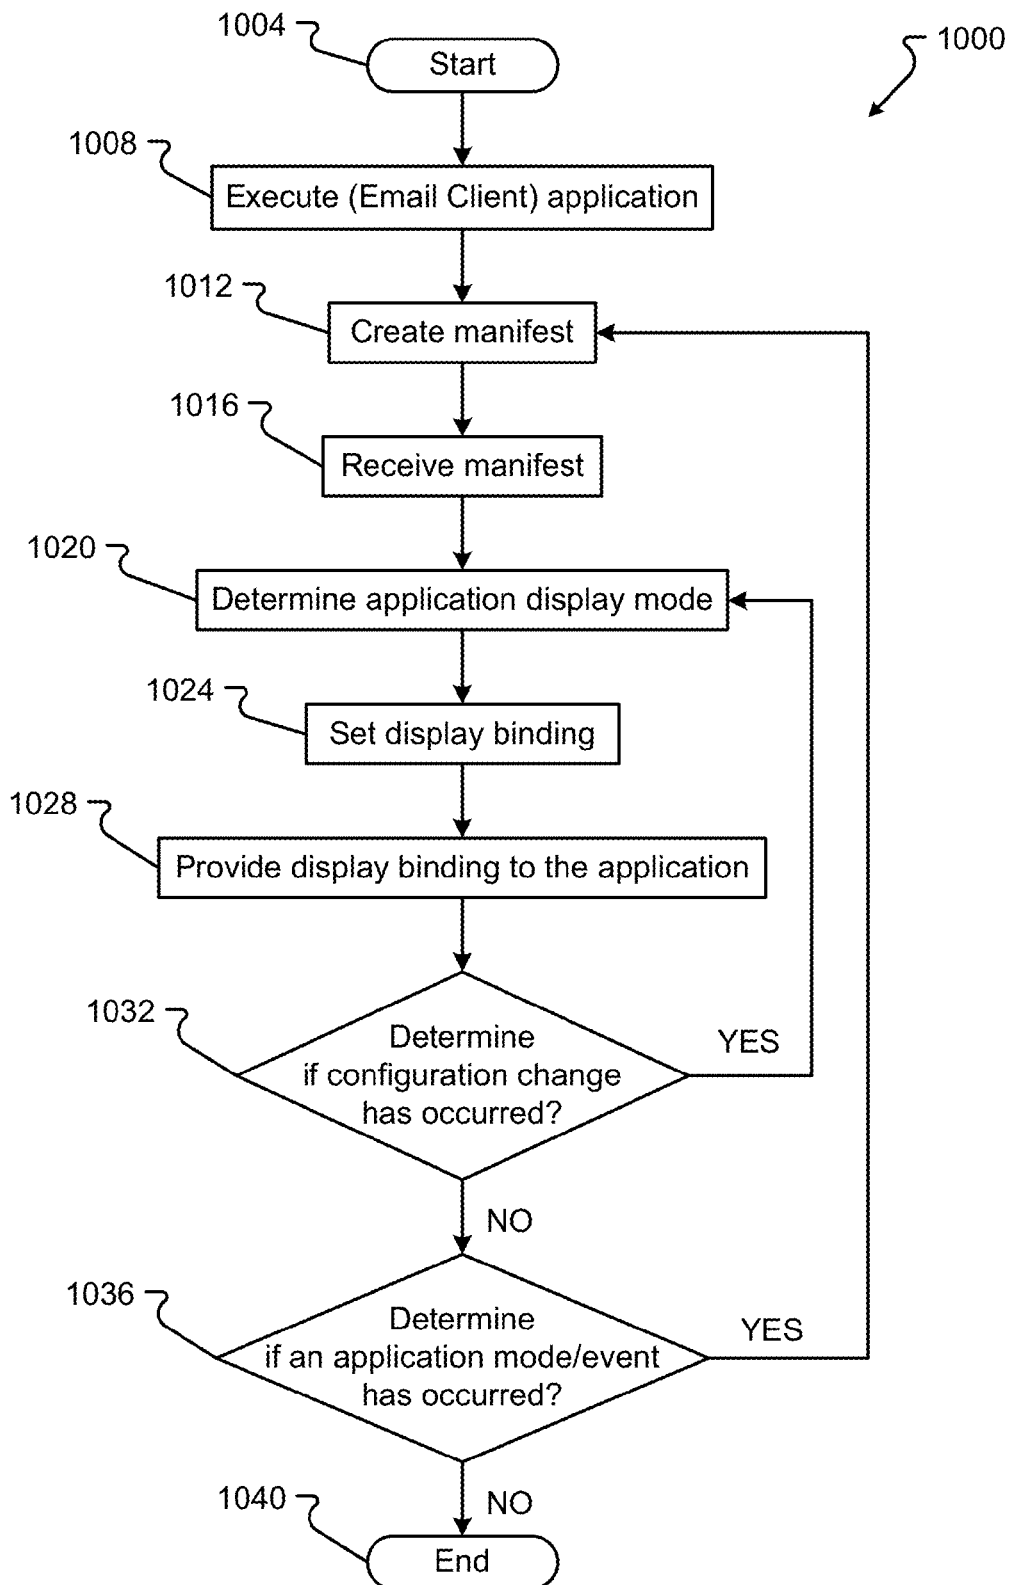 1004
Start
1000
1008
Execute (Email Client) application
1012
Create manifest
1016
Receive manifest
1020
Determine application display mode
1024
Set display binding
1028
Provide display binding to the application
1032
Determine
if configuration change
has occurred?
YES
NO
1036
Determine
if an application mode/event
has occurred?
YES
NO
1040
End